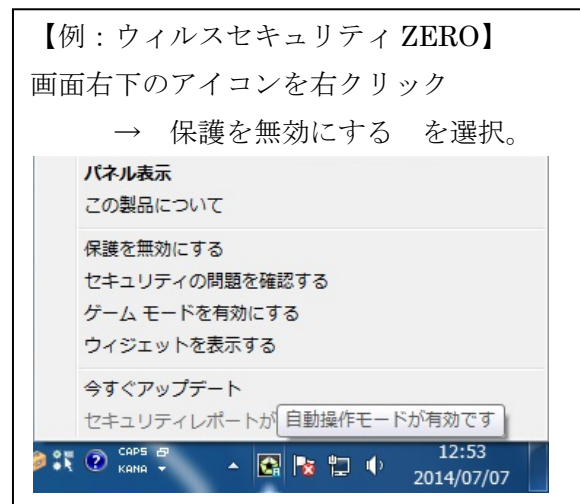 【例：ウィルスセキュリティ ZERO】
画面右下のアイコンを右クリック
→ 保護を無効にする を選択。
パネル表示
この製品について
保護を無効にする
セキュリティの問題を確認する
ゲーム モードを有効にする
ウィジェットを表示する
今すぐアップデート
セキュリティレポートが
自動操作モードが有効です
CAPS
KANA
12:53
2014/07/07